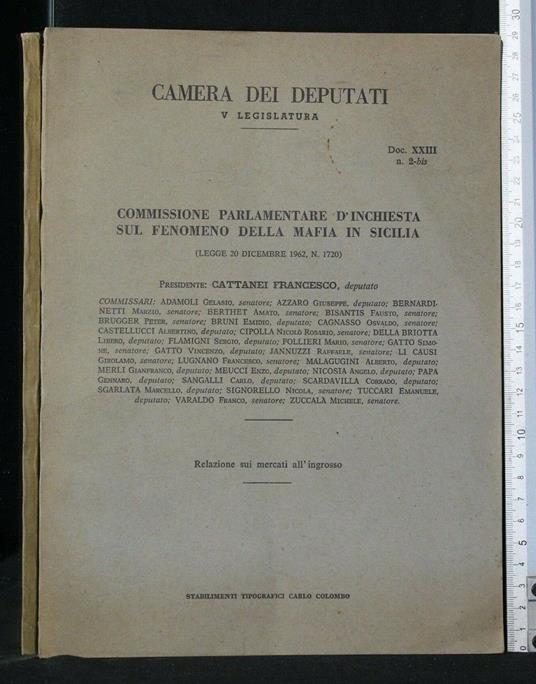 CAMERA DEI DEPUTATI
V LEGISLATURA
Doc. XXIII
n. 2-bis
COMMISSIONE PARLAMENTARE D'INCHIESTA
SUL FENOMENO DELLA MAFIA IN SICILIA
(LEGGE 20 DICEMBRE 1962, N. 1720)
PRESIDENTE: CATTANEI FRANCESCO, deputato
COMMISSARI: ADAMOLI GELASIO, senatore; AZZARO GIUSEPPE, deputato; BERNARDI-
NETTI MARZIO, senatore; BERTHET AMATO, senatore; BISANTIS FAUSTO, senatore;
BRUGGER PETER, senatore; BRUNI EMIDIO, deputato; CAGNASSO OSVALDO, senatore;
CASTELLUCCI ALBERTINO, deputato; CIPOLLA NICOLÒ ROSARIO, senatore; DELLA BRIOTTA
LIBERO, deputato; FLAMIGNI SERGIO, deputato; FOLLIERI MARIO, senatore; GATTO SIMO-
NE, senatore; GATTO VINCENZO, deputato; JANNUZZI RAFFAELE, senatore; LI CAUSI
GIROLAMO, senatore; LUGNANO FRANCESCO, senatore; MALAGUGINI ALBERTO, deputato;
MERLI GIANFRANCO, deputato; MEUCCI ENZO, deputato; NICOSIA ANGELO, deputato; PAPA
GENNARO, deputato; SANGALLI CARLO, deputato; SCARDAVILLA CORRADO, deputato;
SGARLATA MARCELLO, deputato; SIGNORELLO NICOLA, senatore; TUCCARI EMANUELE,
deputato; VARALDO FRANCO, senatore; ZUCCALÀ MICHELE, senatore.
Relazione sui mercati all'ingrosso
STABILIMENTI TIPOGRAFICI CARLO COLOMBO